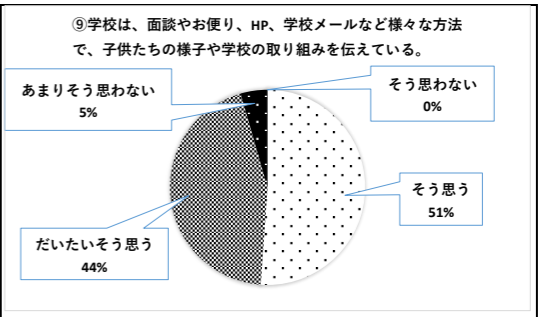 ⑨学校は、面談やお便り、HP、学校メールなど様々な方法
で、子供たちの様子や学校の取り組みを伝えている。
あまりそう思わない
5%
そう思わない
0%
そう思う
51%
だいたいそう思う
44%